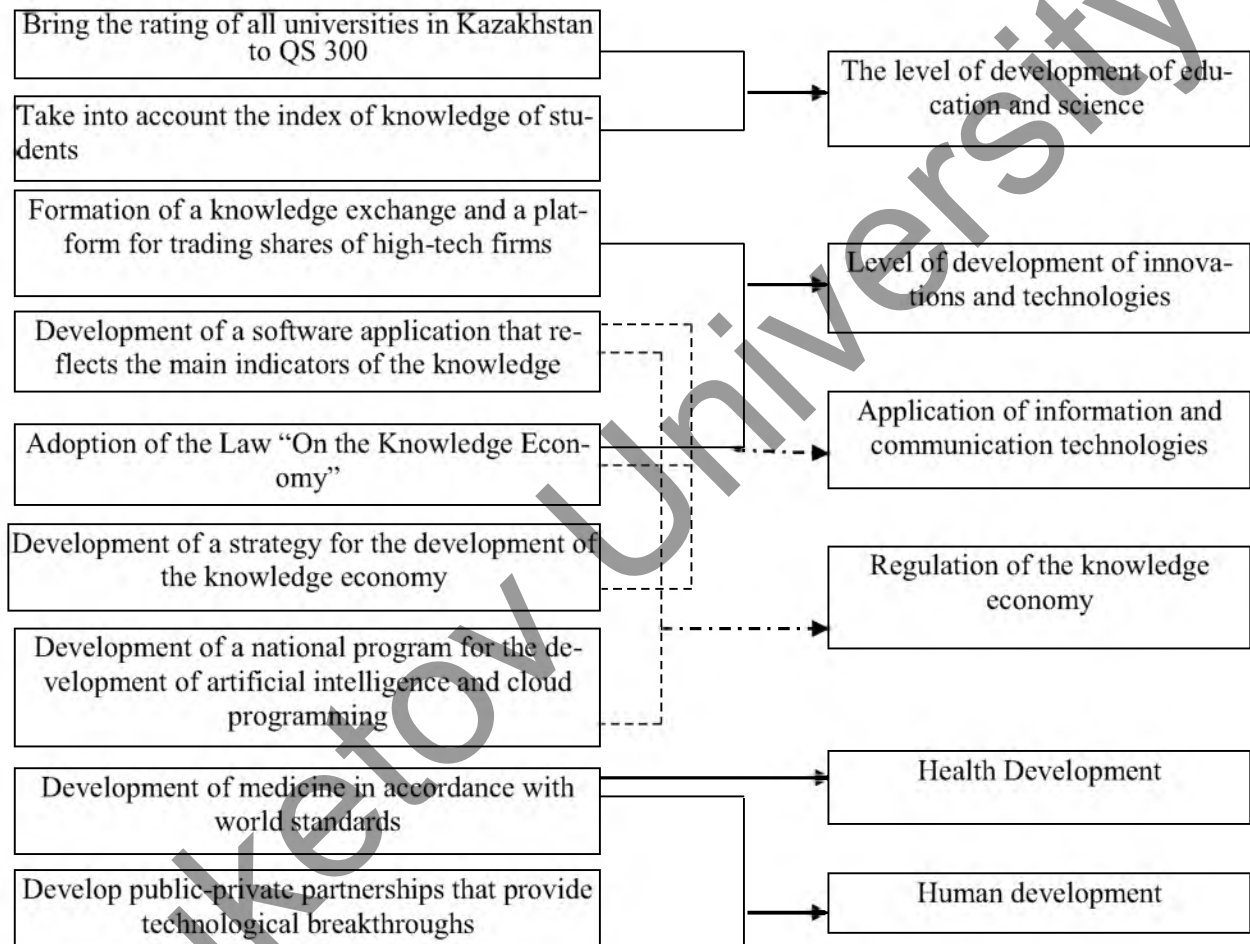 Bring the rating of all universities in Kazakhstan
to QS 300
Take into account the index of knowledge of stu-
dents
Formation of a knowledge exchange and a plat-
form for trading shares of high-tech firms
Development of a software application that re-
flects the main indicators of the knowledge
Adoption of the Law “On the Knowledge Econ-
omy”
Development of a strategy for the development of
the knowledge economy
Development of a national program for the de-
velopment of artificial intelligence and cloud
programming
Development of medicine in accordance with
world standards
Develop public-private partnerships that provide
technological breakthroughs
The level of development of edu-
cation and science
Level of development of innova-
tions and technologies
Application of information and
communication technologies
Regulation of the knowledge
economy
Health Development
Human development
University